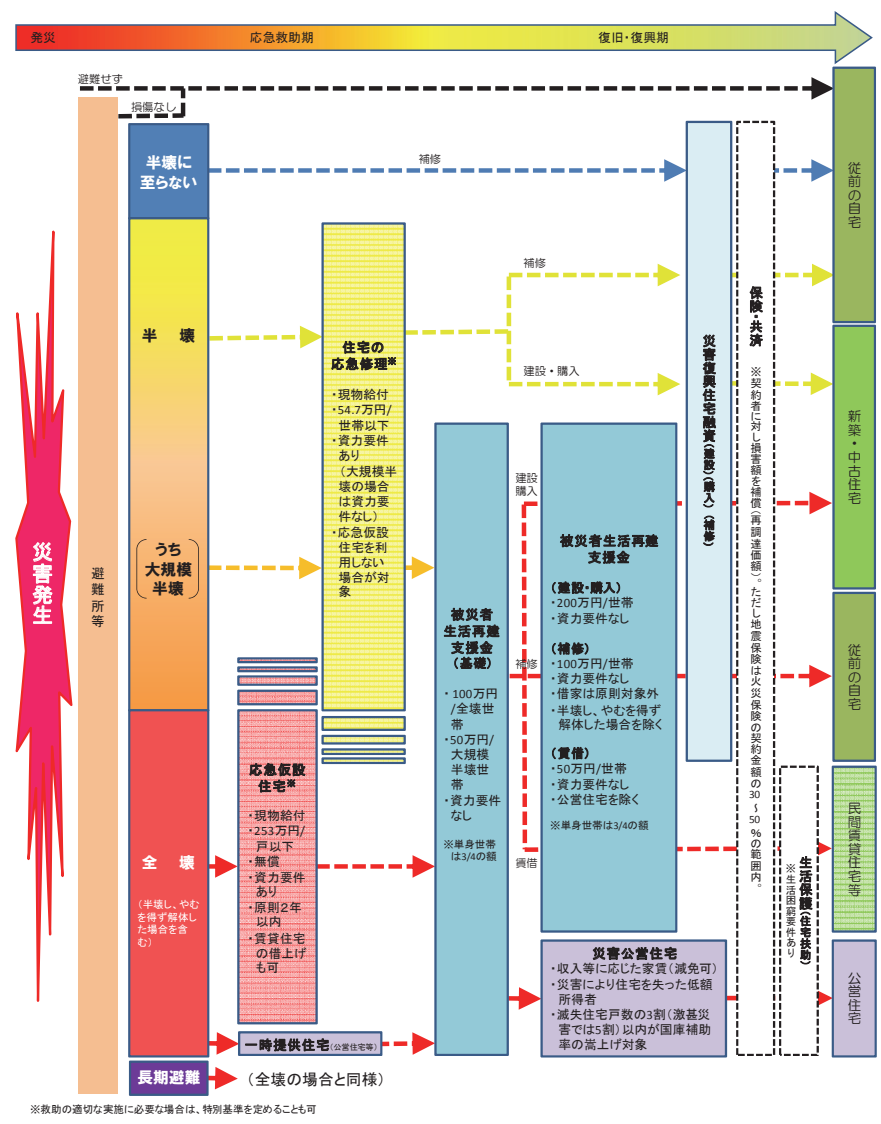 発災
応急救助期
復旧・復興期
避難せず
損傷なし
災害発生
避難所等
半壊に
至らない
補修
半　壊
うち
大規模
半壊
全　壊
(半壊し、やむ
を得ず解体し
た場合を含
む)
長期避難
(全壊の場合と同様)
住宅の
応急修理※
・現物給付
・54.7万円/
世帯以下
・資力要件
あり
(大規模半
壊の場合
は資力要
件なし)
・応急仮設
住宅を利
用しない
場合が対
象
応急仮設
住宅※
・現物給付
・253万円/
戸以下
・無償
・資力要件
あり
・原則2年
以内
・賃貸住宅
の借上げ
も可
一時提供住宅(公営住宅等)
被災者
生活再建
支援金
(基礎)
・100万円
/全壊世
帯
・50万円/
大規模
半壊世
帯
・資力要件
なし
※単身世帯
は3/4の額
補修
建設・購入
建設
購入
補修
賃借
被災者生活再建
支援金
(建設・購入)
・200万円/世帯
・資力要件なし
(補修)
・100万円/世帯
・資力要件なし
・借家は原則対象外
・半壊し、やむを得ず
解体した場合を除く
(賃借)
・50万円/世帯
・資力要件なし
・公営住宅を除く
※単身世帯は3/4の額
災害公営住宅
・収入等に応じた家賃(減免可)
・災害により住宅を失った低額
所得者
・滅失住宅戸数の3割(激甚災
害では5割)以内が国庫補助
率の嵩上げ対象
災害復興住宅融資(建設)(購入)(補修)
保険・共済　※契約者に対し損害額を補償(再調達価額)。ただし地震保険は火災保険の契約金額の30～50%の範囲内。
生活保護(住宅扶助)
※生活困窮要件あり
従前の自宅
新築・中古住宅
従前の自宅
民間賃貸住宅等
公営住宅
※救助の適切な実施に必要な場合は、特別基準を定めることも可